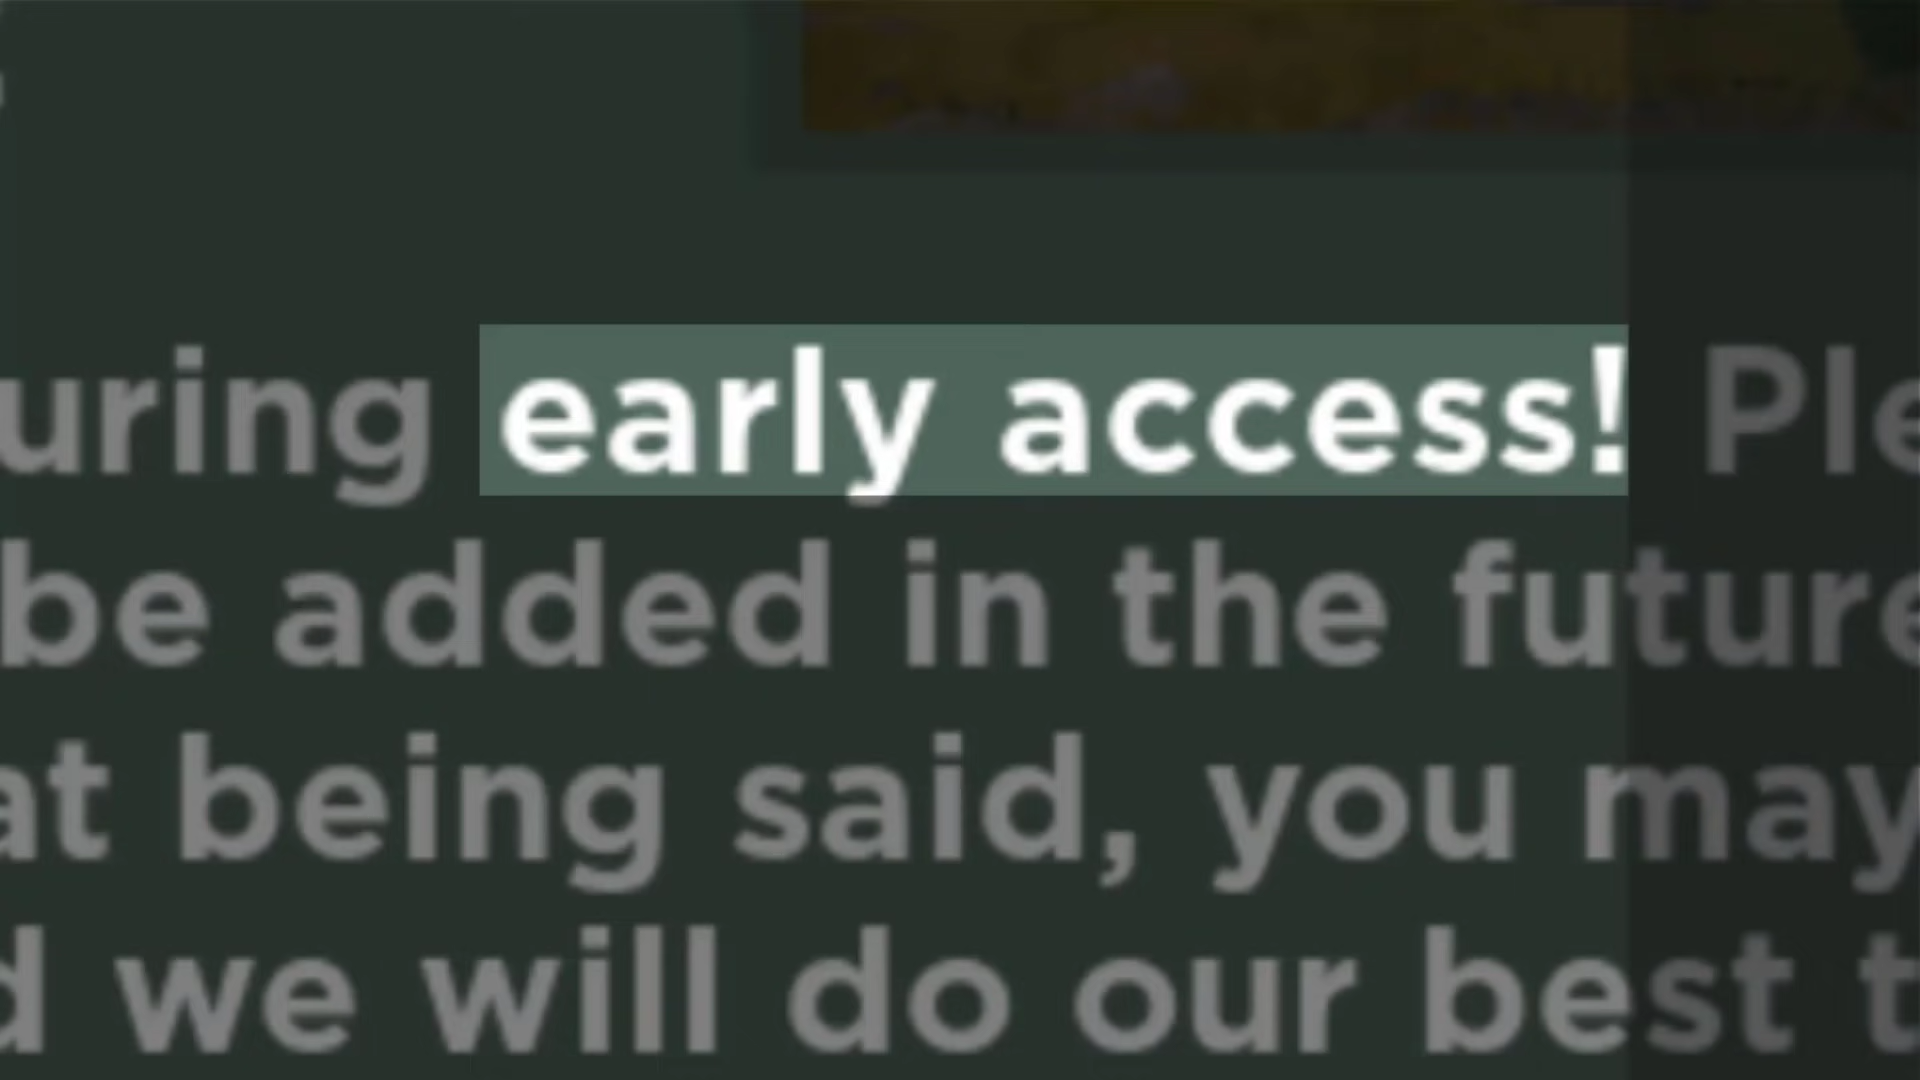 uring early access! Ple
be added in the future
at being said, you may
d we will do our best t